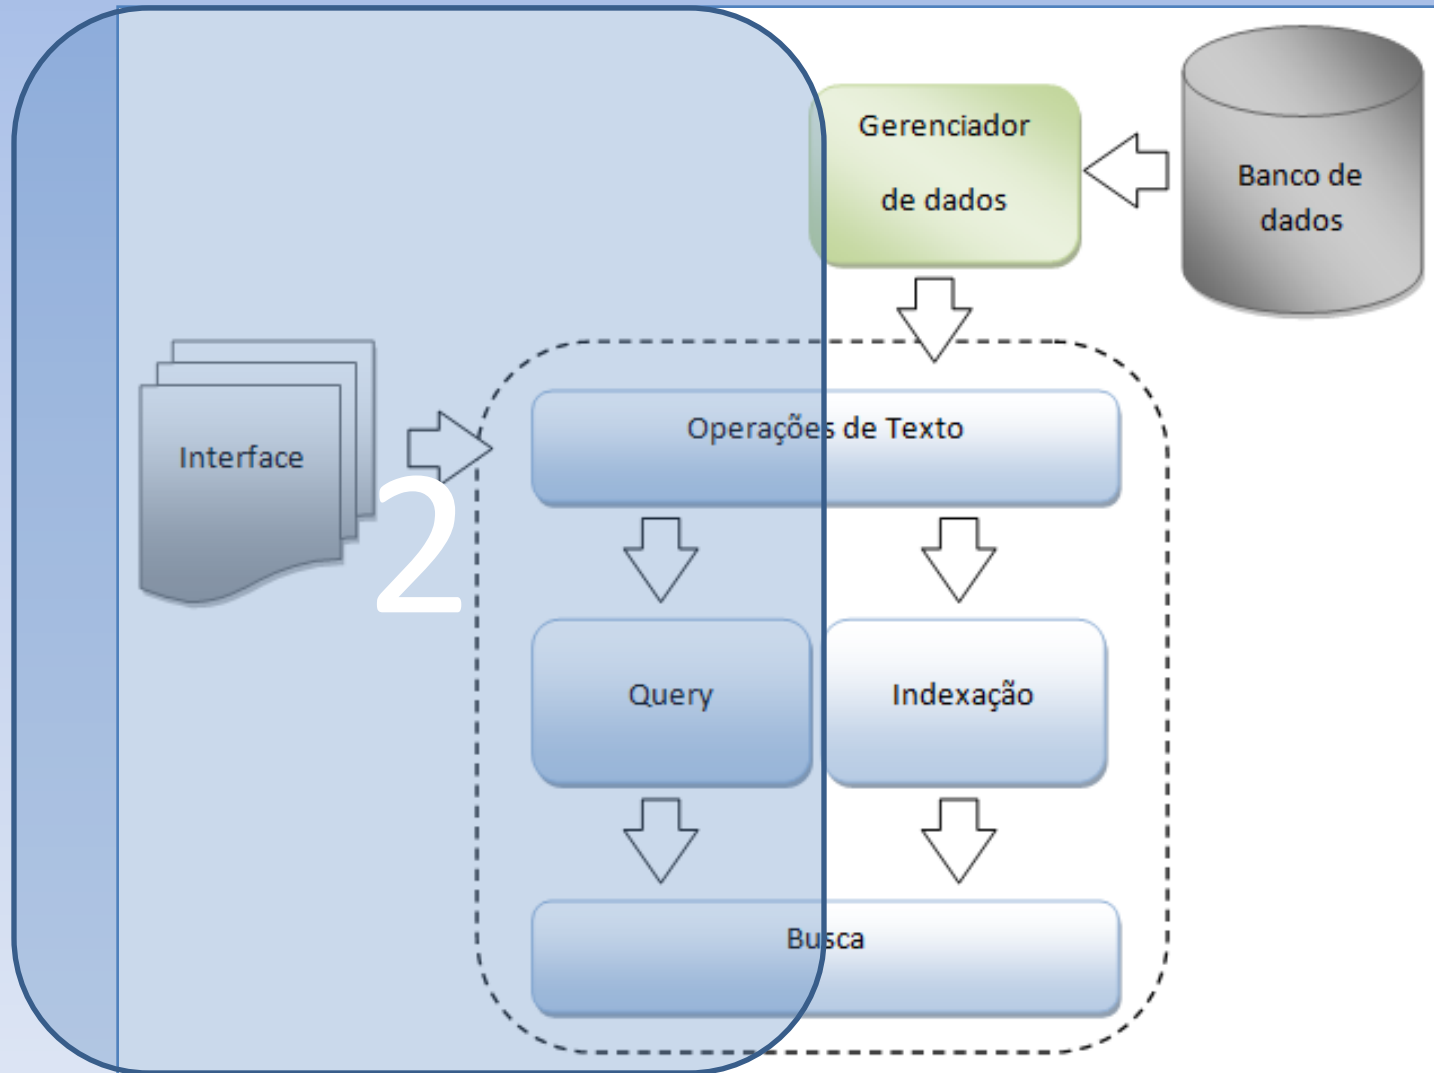 Gerenciador
de dados
Banco de
dados
Interface
2
Operações de Texto
Query
Indexação
Busca